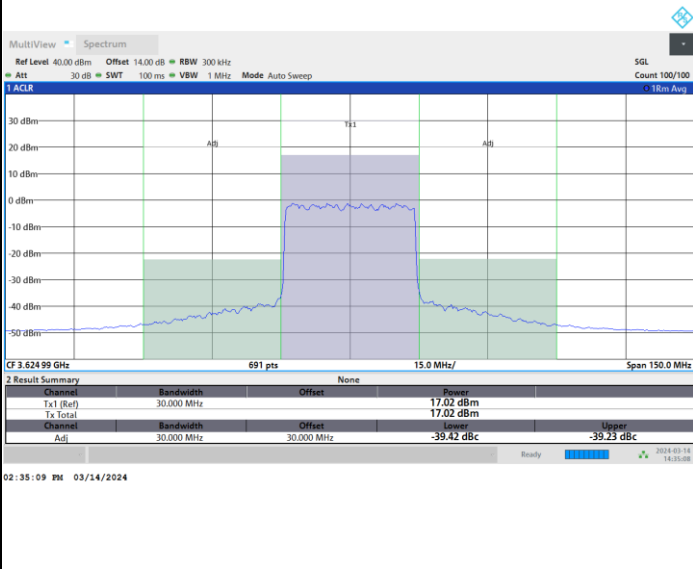 MultiView Spectrum
Ref Level 40.00 dBm Offset 14.00 dB RBW 300 kHz SGL
Att 30 dB SWT 100 ms VBW 1 MHz Mode Auto Sweep Count 100/100
1 ACLR 1Rm Avg
30 dBm
Tx1
20 dBm
Adj Adj
10 dBm
0 dBm
-10 dBm
-20 dBm
-30 dBm
-40 dBm
-50 dBm
CF 3.624 99 GHz 691 pts 15.0 MHz/ Span 150.0 MHz
2 Result Summary None
Channel Bandwidth Offset Power
Tx1 (Ref) 30.000 MHz 17.02 dBm
Tx Total 17.02 dBm
Channel Bandwidth Offset Lower Upper
Adj 30.000 MHz 30.000 MHz -39.42 dBc -39.23 dBc
Ready 2024-03-14
14:35:08
02:35:09 PM 03/14/2024